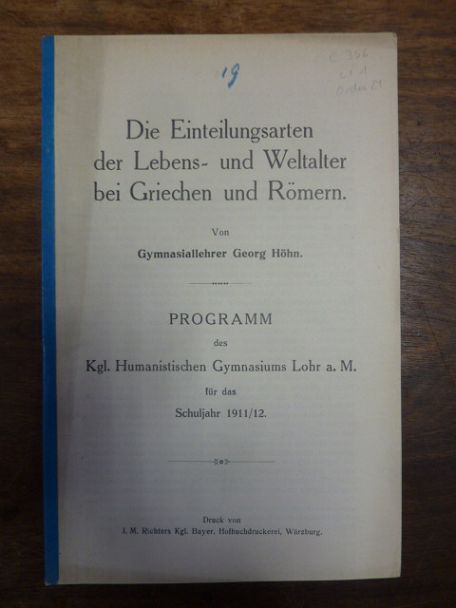 19
C 356
Die Einteilungsarten
der Lebens- und Weltalter
bei Griechen und Römern.
Von
Gymnasiallehrer Georg Höhn.
PROGRAMM
des
Kgl. Humanistischen Gymnasiums Lohr a. M.
für das
Schuljahr 1911/12.
Druck von
J. M. Richters Kgl. Bayer. Hofbuchdruckerei, Würzburg.